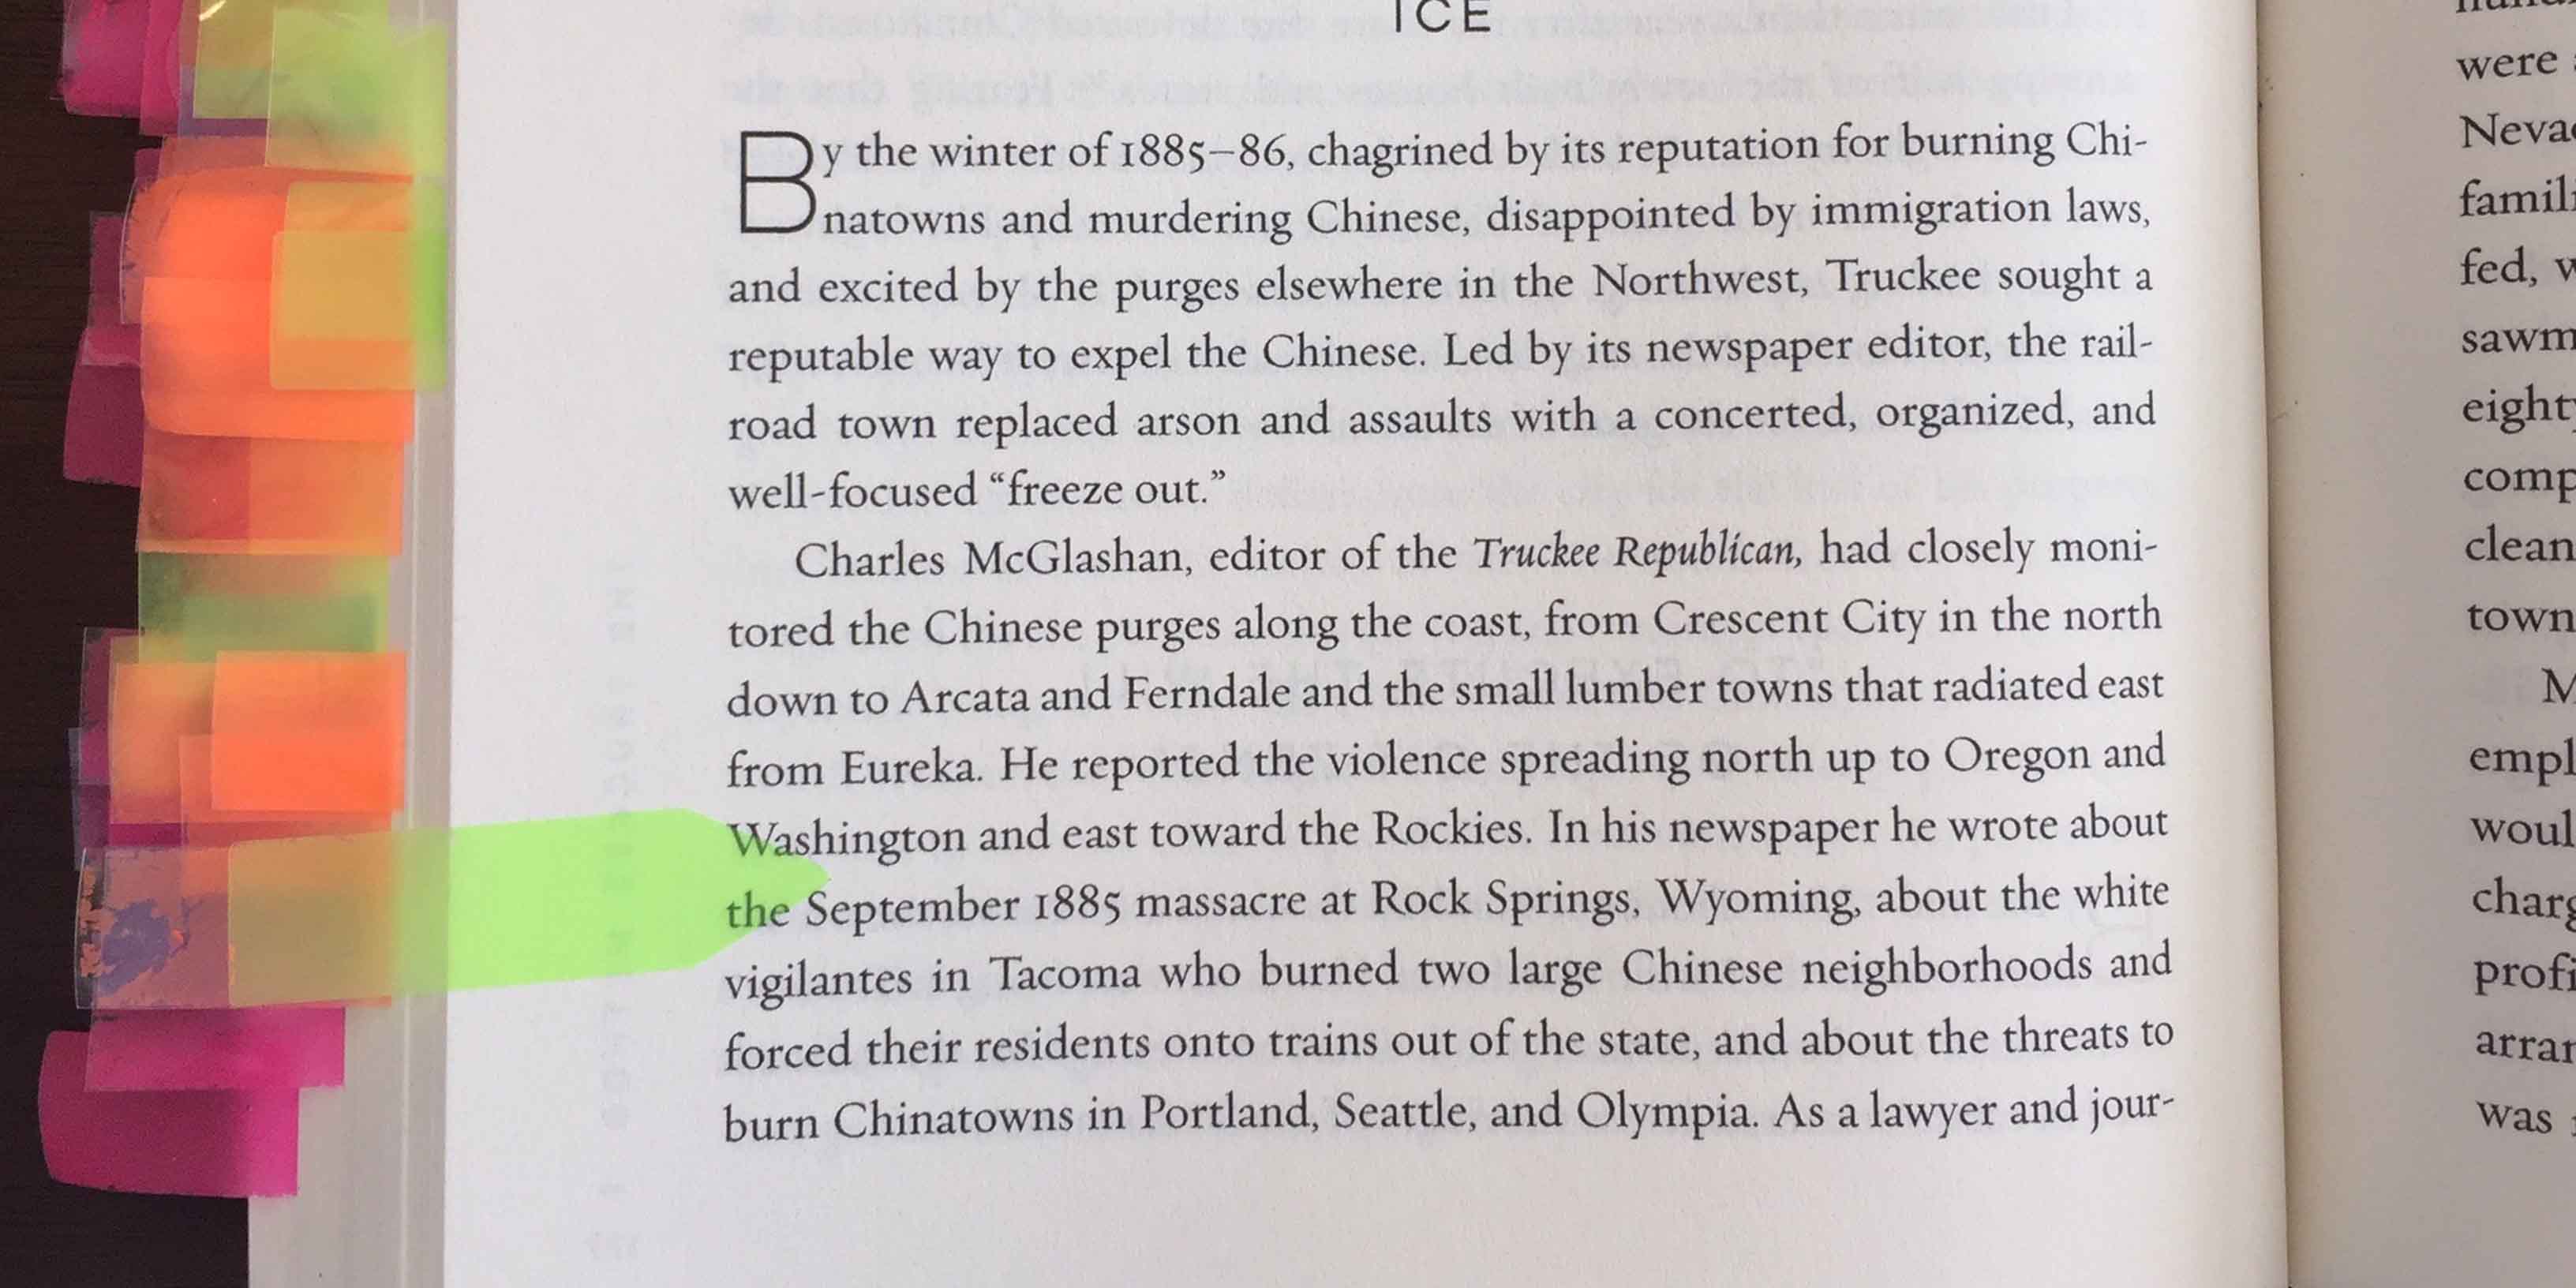 ICE
By the winter of 1885–86, chagrined by its reputation for burning Chi-
natowns and murdering Chinese, disappointed by immigration laws,
and excited by the purges elsewhere in the Northwest, Truckee sought a
reputable way to expel the Chinese. Led by its newspaper editor, the rail-
road town replaced arson and assaults with a concerted, organized, and
well-focused “freeze out.”
Charles McGlashan, editor of the Truckee Republican, had closely moni-
tored the Chinese purges along the coast, from Crescent City in the north
down to Arcata and Ferndale and the small lumber towns that radiated east
from Eureka. He reported the violence spreading north up to Oregon and
Washington and east toward the Rockies. In his newspaper he wrote about
the September 1885 massacre at Rock Springs, Wyoming, about the white
vigilantes in Tacoma who burned two large Chinese neighborhoods and
forced their residents onto trains out of the state, and about the threats to
burn Chinatowns in Portland, Seattle, and Olympia. As a lawyer and jour-
were
fed,
town
was